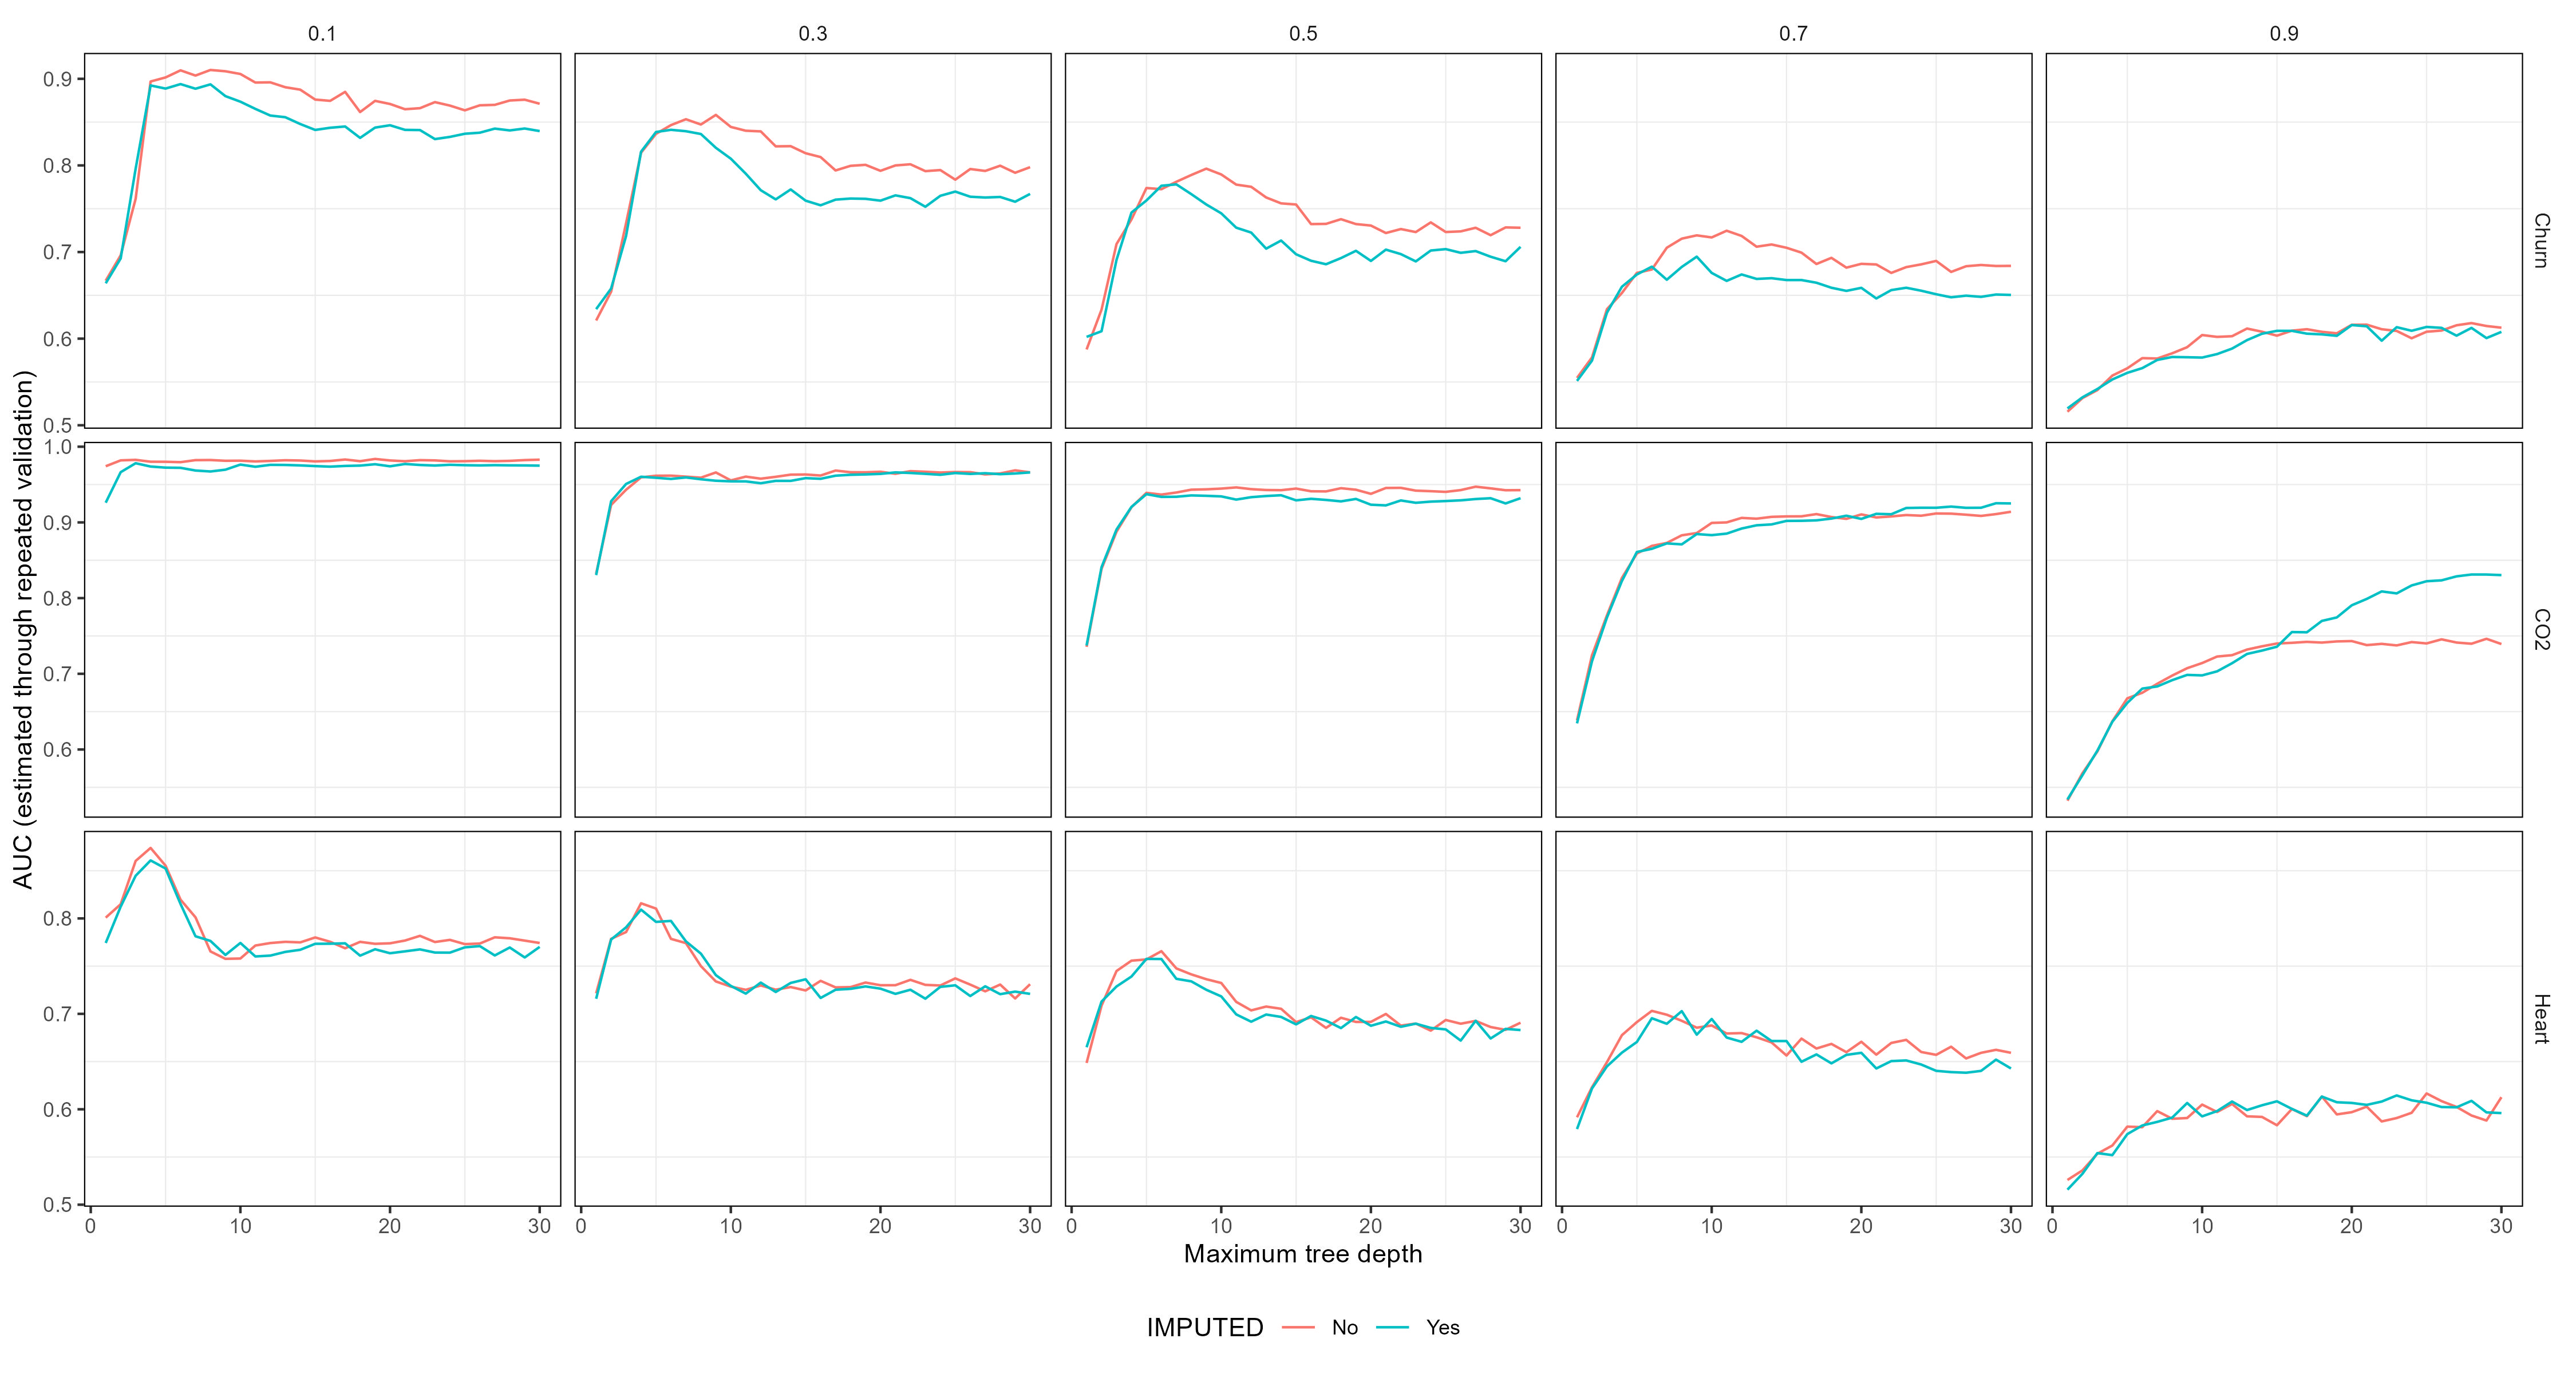 0.1 0.3 0.5 0.7 0.9
AUC (estimated through repeated validation)
0.9
0.8
0.7
0.6
0.5
Churn
1.0
0.9
0.8
0.7
0.6
CO2
0.8
0.7
0.6
0.5
Heart
0 10 20 30 0 10 20 30 0 10 20 30 0 10 20 30 0 10 20 30
Maximum tree depth
IMPUTED No Yes